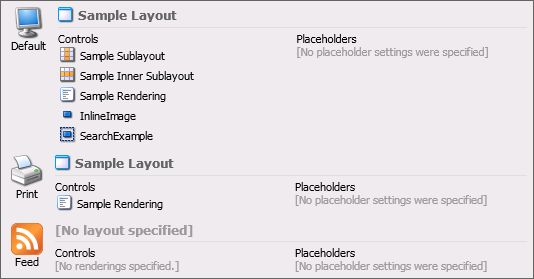 Sample Layout
Default
Controls
Placeholders
Sample Sublayout
[No placeholder settings were specified]
Sample Inner Sublayout
Sample Rendering
InlineImage
SearchExample
Sample Layout
Print
Controls
Placeholders
Sample Rendering
[No placeholder settings were specified]
[No layout specified]
Feed
Controls
Placeholders
[No renderings specified.]
[No placeholder settings were specified]